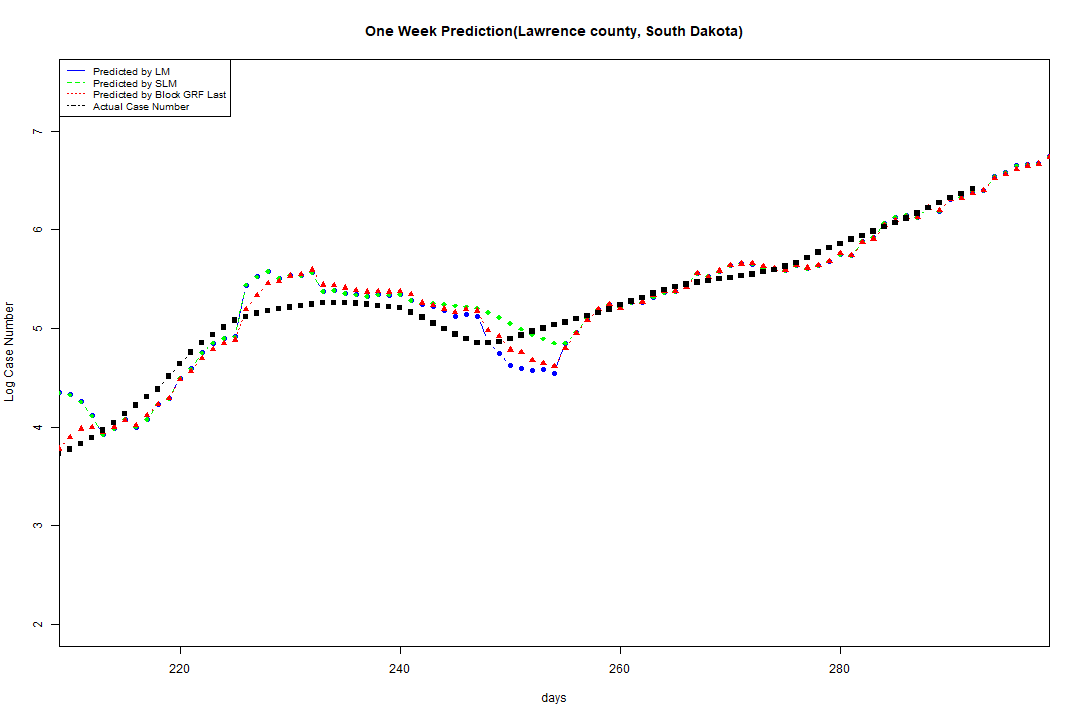 One Week Prediction(Lawrence county, South Dakota)
Predicted by LM
Predicted by SLM
Predicted by Block GRF Last
Actual Case Number
7
6
5
4
3
2
Log Case Number
220
240
260
280
days